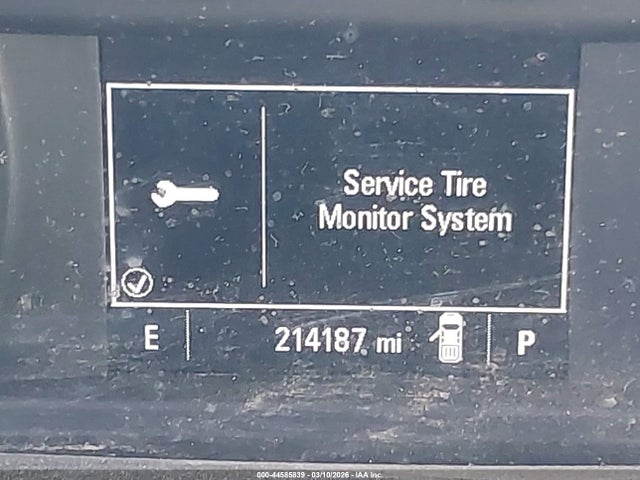 Service Tire
Monitor System
E
214187 mi
P
000-44585839 - 03/10/2026 - IAA Inc.